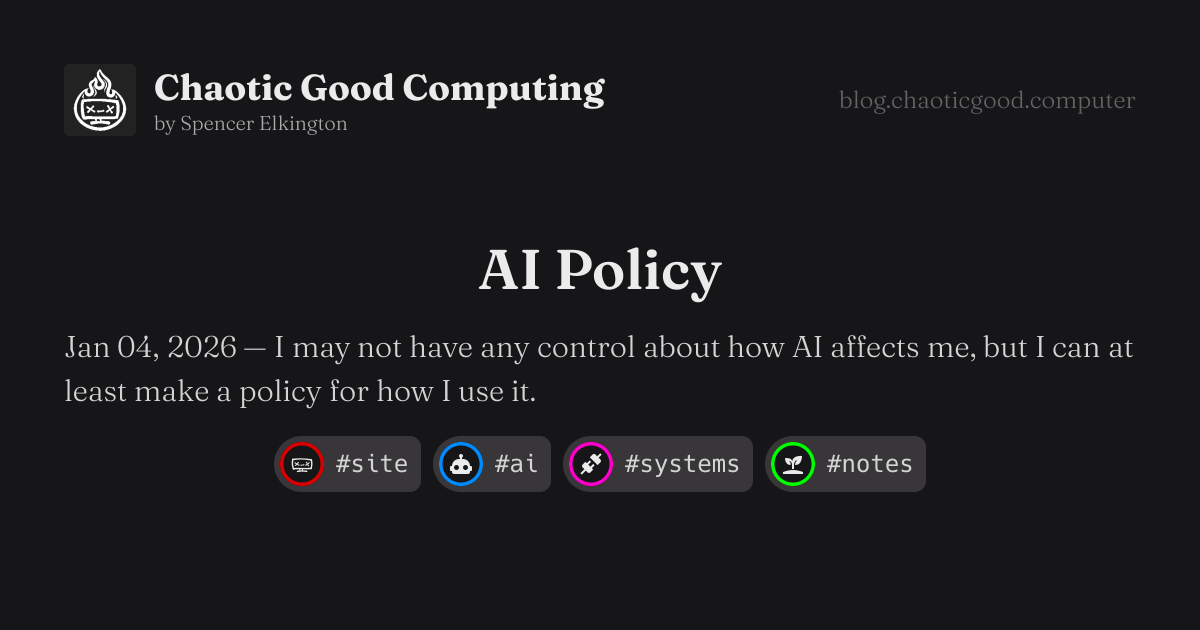 Chaotic Good Computing
by Spencer Elkington
blog.chaoticgood.computer
AI Policy
Jan 04, 2026 — I may not have any control about how AI affects me, but I can at
least make a policy for how I use it.
#site #ai #systems #notes